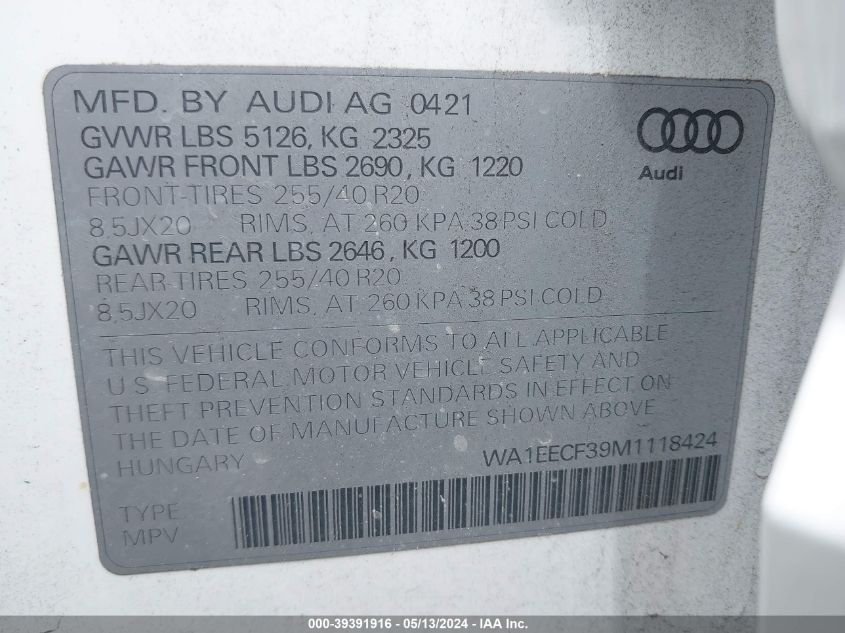 MFD. BY AUDI AG 0421
GVWR LBS 5126, KG 2325
GAWR FRONT LBS 2690, KG 1220
FRONT-TIRES 255/40 R20
8,5JX20 RIMS, AT 260 KPA 38 PSI COLD
GAWR REAR LBS 2646, KG 1200
REAR-TIRES 255/40 R20
8,5JX20 RIMS, AT 260 KPA 38 PSI COLD
Audi
THIS VEHICLE CONFORMS TO ALL APPLICABLE
U.S. FEDERAL MOTOR VEHICLE SAFETY AND
THEFT PREVENTION STANDARDS IN EFFECT ON
THE DATE OF MANUFACTURE SHOWN ABOVE
HUNGARY WA1EECF39M1118424
TYPE
MPV
000-39391916 - 05/13/2024 - IAA Inc.